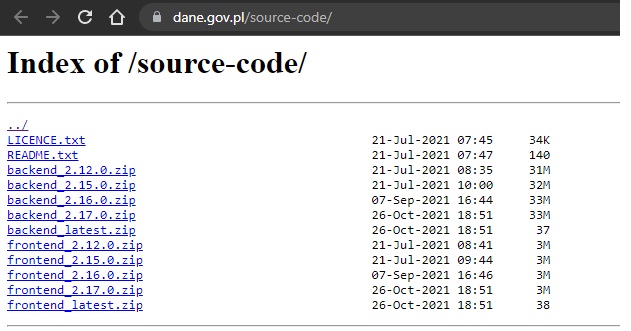 dane.gov.pl/source-code/
Index of /source-code/
../
LICENCE.txt 21-Jul-2021 07:45 34K
README.txt 21-Jul-2021 07:47 140
backend_2.12.0.zip 21-Jul-2021 08:35 31M
backend_2.15.0.zip 21-Jul-2021 10:00 32M
backend_2.16.0.zip 07-Sep-2021 16:44 33M
backend_2.17.0.zip 26-Oct-2021 18:51 33M
backend_latest.zip 26-Oct-2021 18:51 37
frontend_2.12.0.zip 21-Jul-2021 08:41 3M
frontend_2.15.0.zip 21-Jul-2021 09:44 3M
frontend_2.16.0.zip 07-Sep-2021 16:46 3M
frontend_2.17.0.zip 26-Oct-2021 18:51 3M
frontend_latest.zip 26-Oct-2021 18:51 38